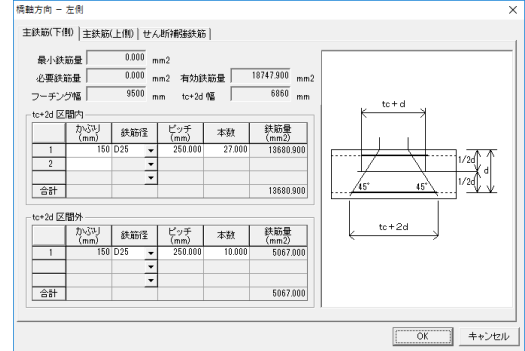 橋軸方向 - 左側
主鉄筋(下側) 主鉄筋(上側) せん断補強鉄筋
最小鉄筋量 0.000 mm2
必要鉄筋量 0.000 mm2 有効鉄筋量 18747.900 mm2
フーチング幅 9500 mm tc+2d 幅 6860 mm
tc+2d 区間内
かぶり(mm) 鉄筋径 ピッチ(mm) 本数 鉄筋量(mm2)
1 150 D25 250.000 27.000 13680.900
2
合計 13680.900
tc+2d 区間外
かぶり(mm) 鉄筋径 ピッチ(mm) 本数 鉄筋量(mm2)
1 150 D25 250.000 10.000 5067.000
合計 5067.000
tc+d
1/2d
d
1/2d
45° 45°
tc+2d
OK キャンセル